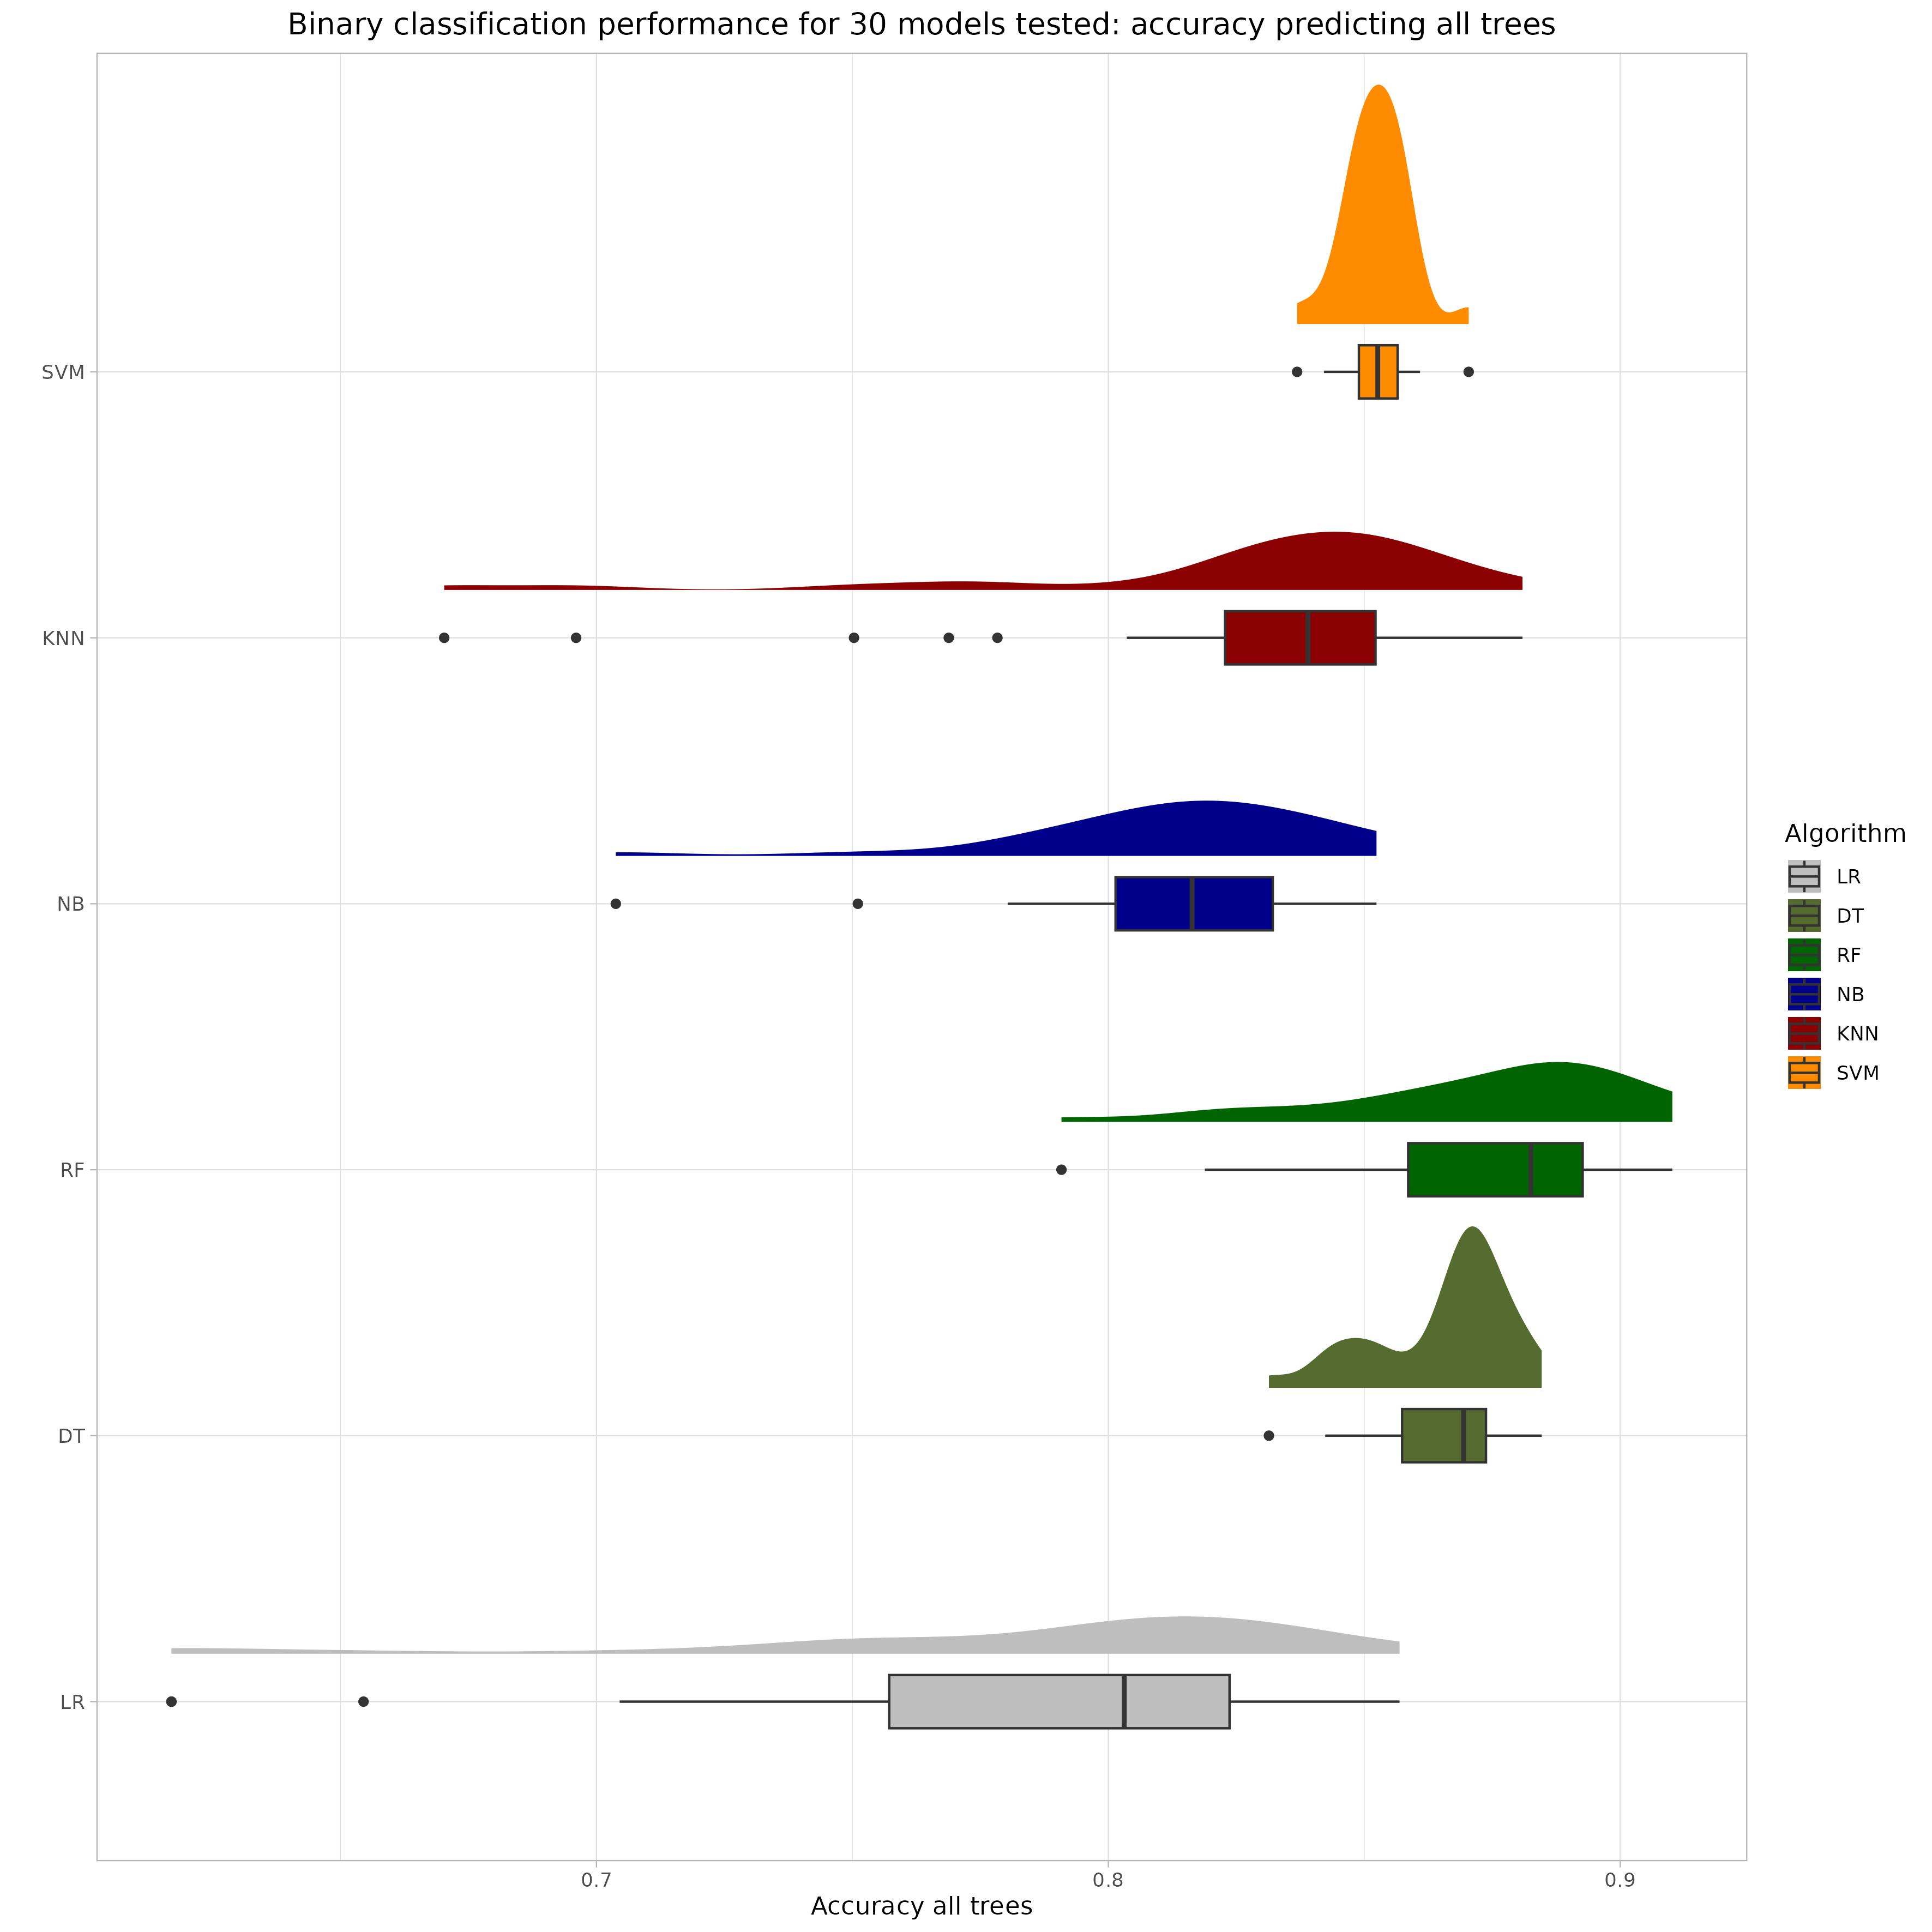 Binary classification performance for 30 models tested: accuracy predicting all trees
SVM
KNN
NB
RF
DT
LR
0.7
0.8
0.9
Accuracy all trees
Algorithm
LR
DT
RF
NB
KNN
SVM